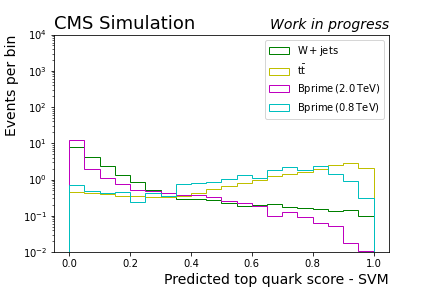 CMS Simulation
Work in progress
Events per bin
10⁴
10³
10²
10¹
10⁰
10⁻¹
10⁻²
W + jets
tt̄
Bprime (2.0 TeV)
Bprime (0.8 TeV)
0.0 0.2 0.4 0.6 0.8 1.0
Predicted top quark score - SVM